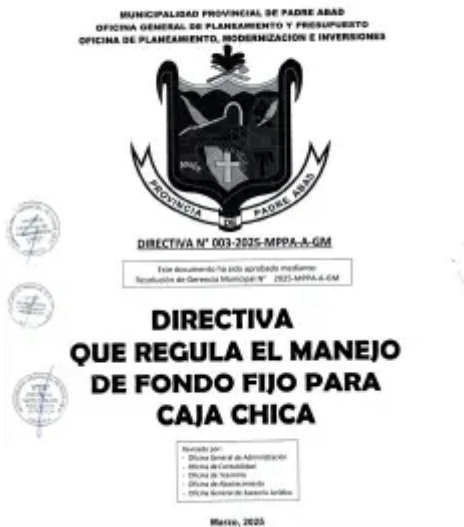 MUNICIPALIDAD PROVINCIAL DE PADRE ABAD
OFICINA GENERAL DE PLANEAMIENTO Y PRESUPUESTO
OFICINA DE PLANEAMIENTO, MODERNIZACION E INVERSIONES
PROVINCIA DE PADRE ABAD
DIRECTIVA N° 003-2025-MPPA-A-GM
Este documento ha sido aprobado mediante:
Resolución de Gerencia Municipal N° 2025-MPPA-A-GM
DIRECTIVA
QUE REGULA EL MANEJO
DE FONDO FIJO PARA
CAJA CHICA
Revisado por:
- Oficina General de Administración
- Oficina de Contabilidad
- Oficina de Tesorería
- Oficina de Abastecimiento
- Oficina General de Asesoría Jurídica
Marzo, 2025